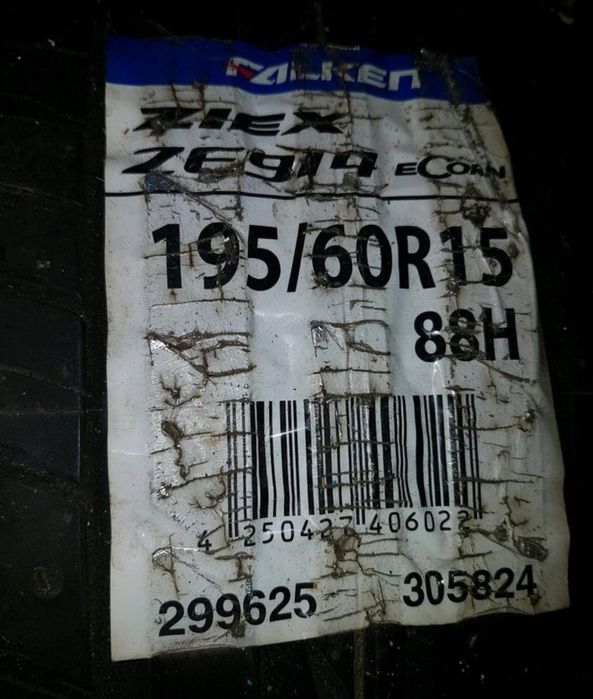 FALKEN
ZIEX
ZE914 ECORUN
195/60R15
88H
4 250427 406022
299625 305824